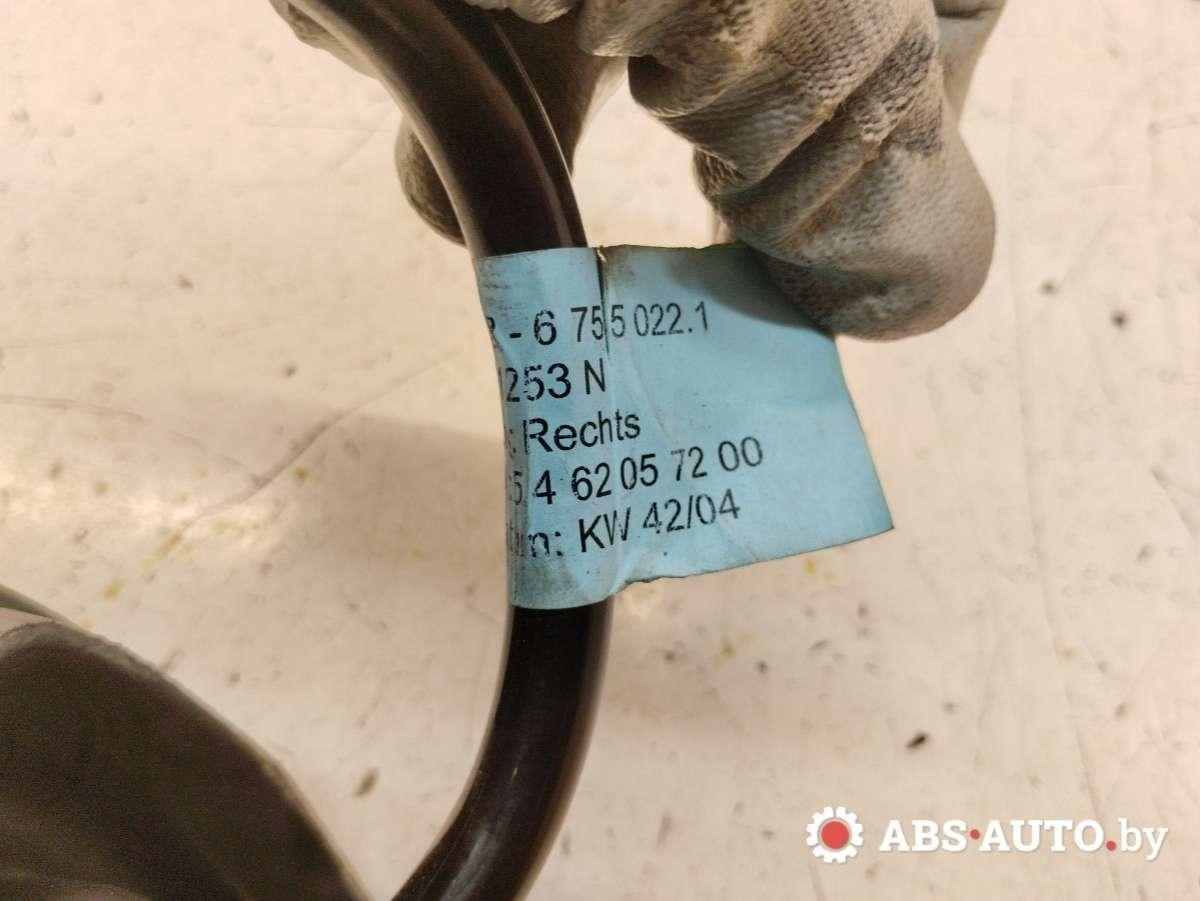 - 6 755 022.1
253 N
: Rechts
4 62 05 72 00
: KW 42/04
ABS-AUTO.by